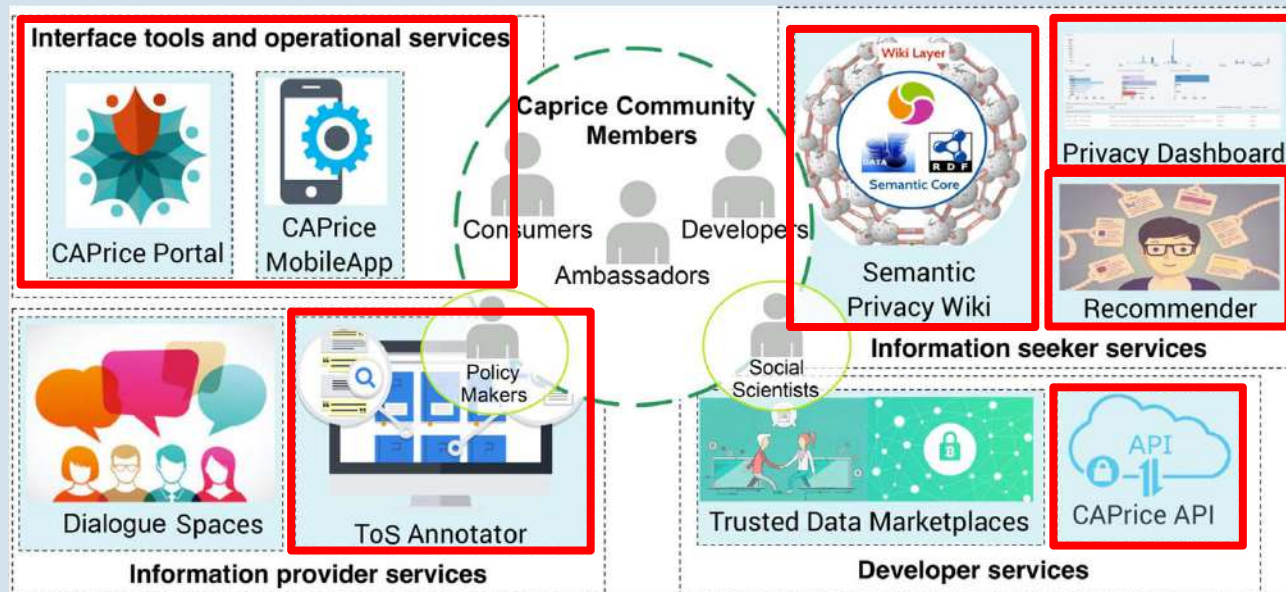 Interface tools and operational services
CAPrice Portal
CAPrice
MobileApp
Caprice Community
Members
Consumers
Developers
Ambassadors
Policy
Makers
Social
Scientists
Wiki Layer
DATA
RDF
Semantic Core
Semantic
Privacy Wiki
Privacy Dashboard
Recommender
Information seeker services
Dialogue Spaces
ToS Annotator
Information provider services
Trusted Data Marketplaces
API
CAPrice API
Developer services